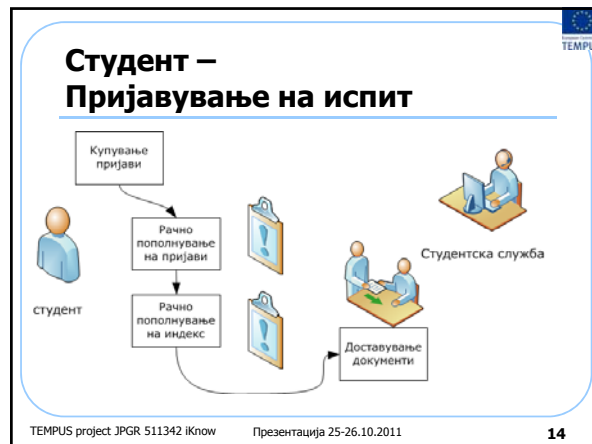 Студент –
Пријавување на испит
TEMPUS
Купување
пријави
Рачно
пополнување
на пријави
Студентска служба
студент
Рачно
пополнување
на индекс
Доставување
документи
TEMPUS project JPGR 511342 iKnow
Презентација 25-26.10.2011
14